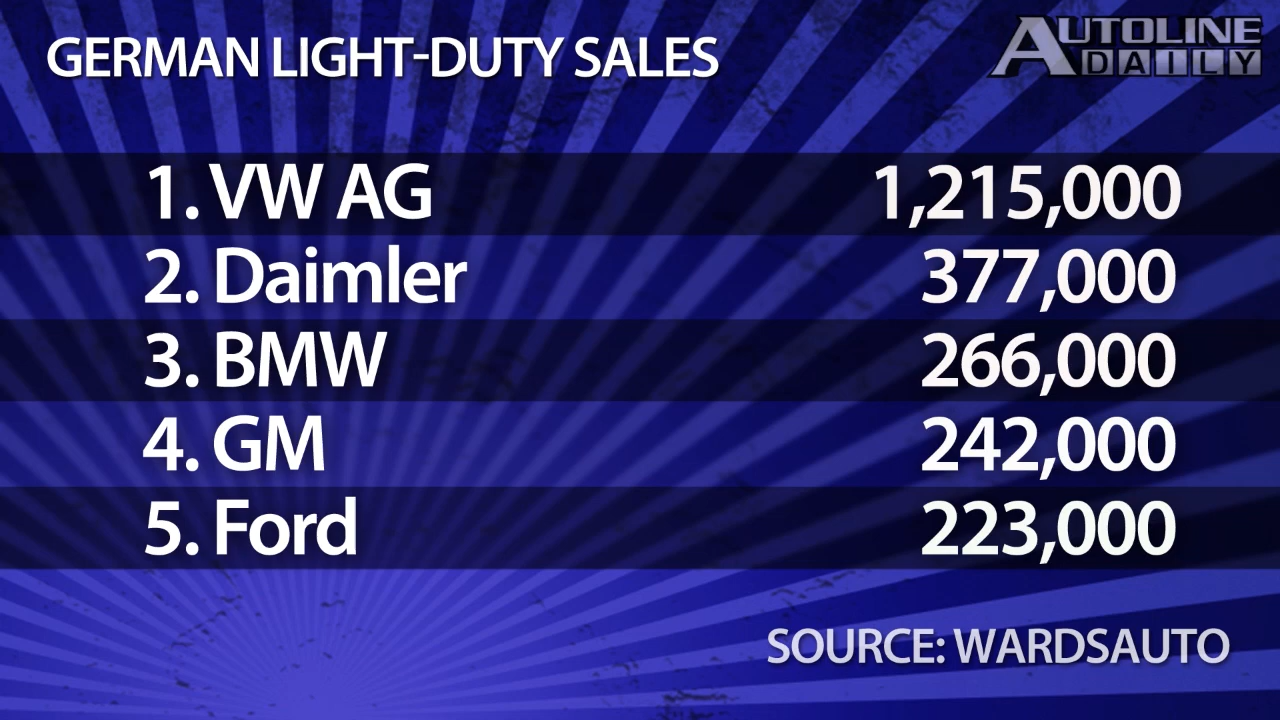 GERMAN LIGHT-DUTY SALES
AUTOLINE
DAILY
1. VW AG 1,215,000
2. Daimler 377,000
3. BMW 266,000
4. GM 242,000
5. Ford 223,000
SOURCE: WARDSAUTO